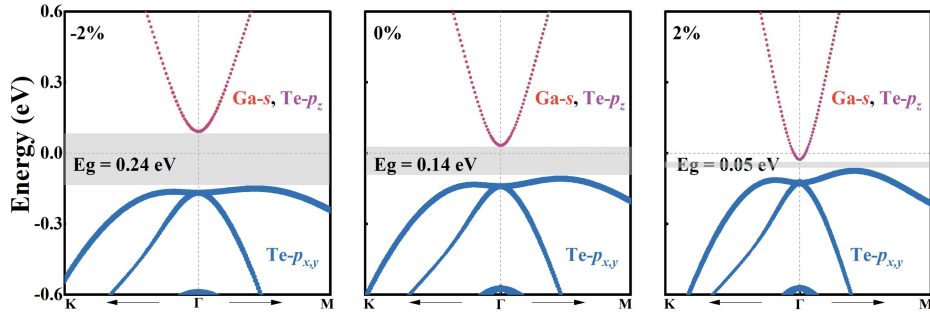 Energy (eV)
0.6
0.3
0.0
-0.3
-0.6
-2%
Ga-s, Te-pz
Eg = 0.24 eV
Te-px,y
K Γ M
0%
Ga-s, Te-pz
Eg = 0.14 eV
Te-px,y
K Γ M
2%
Ga-s, Te-pz
Eg = 0.05 eV
Te-px,y
K Γ M